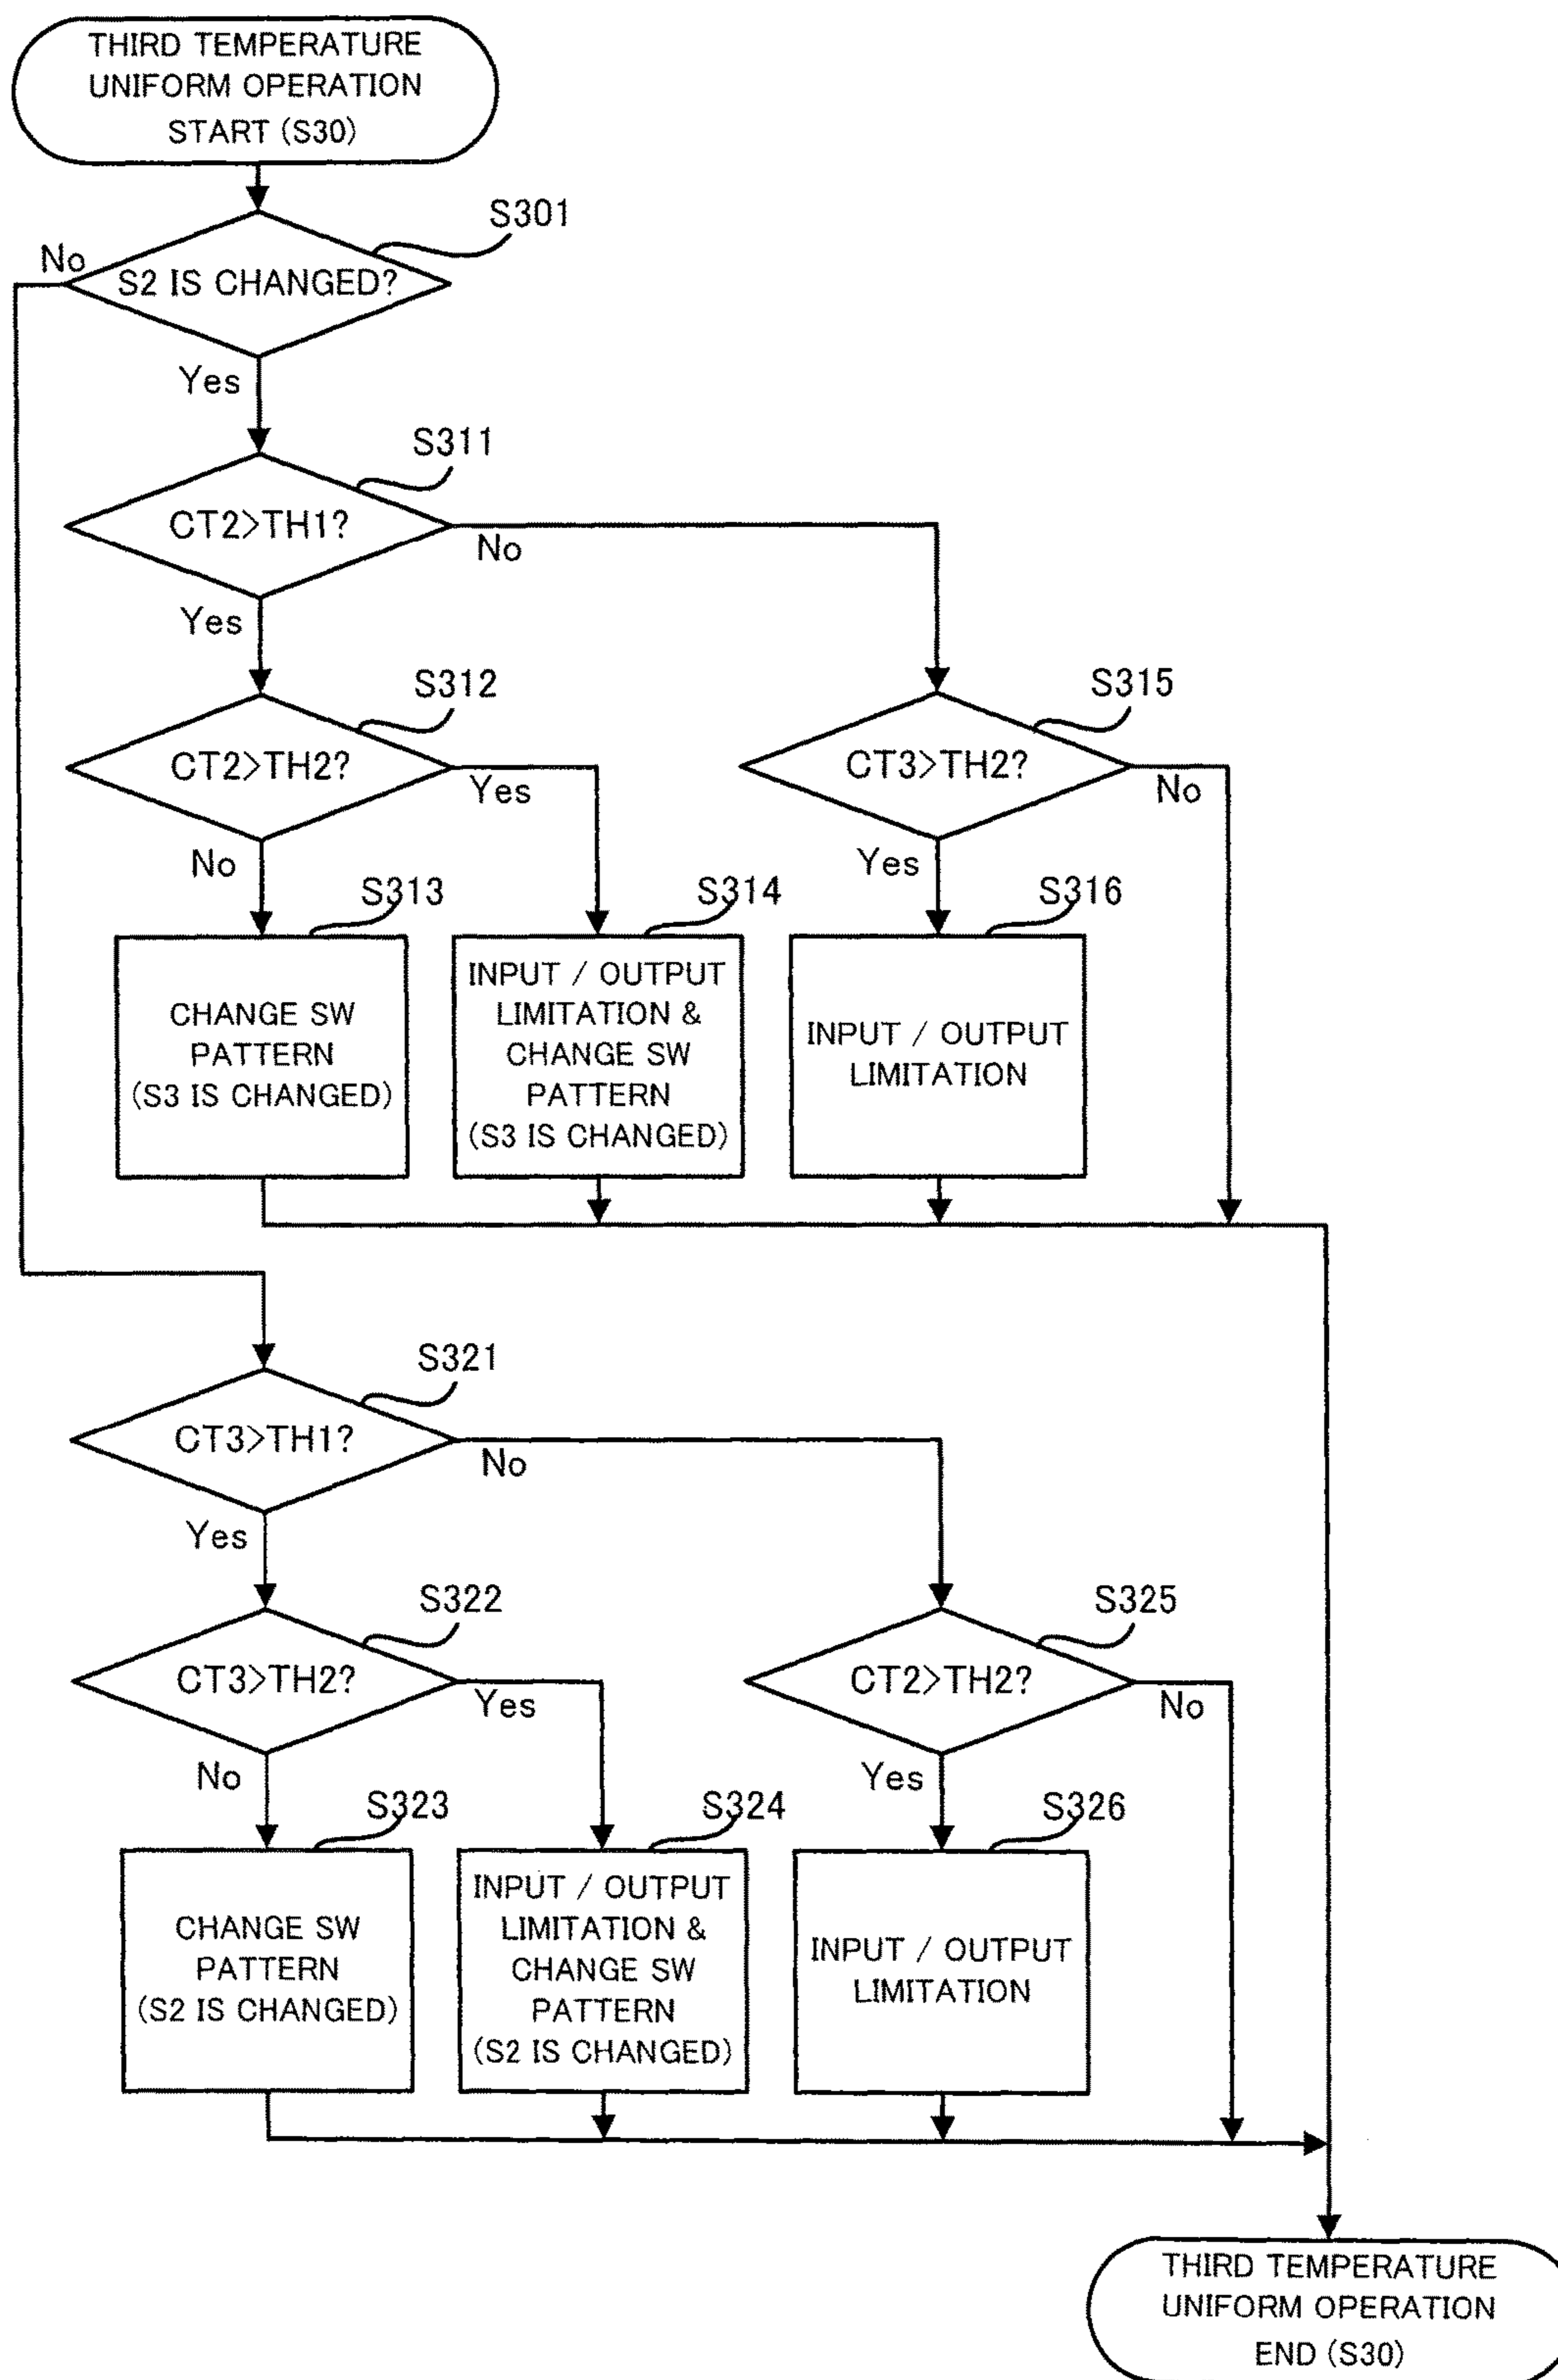 THIRD TEMPERATURE
UNIFORM OPERATION
START (S30)
S301
No
S2 IS CHANGED?
Yes
S311
CT2>TH1?
No
Yes
S312
S315
CT2>TH2?
Yes
CT3>TH2?
No
No
Yes
S313
S314
S316
CHANGE SW
PATTERN
(S3 IS CHANGED)
INPUT / OUTPUT
LIMITATION &
CHANGE SW
PATTERN
(S3 IS CHANGED)
INPUT / OUTPUT
LIMITATION
S321
CT3>TH1?
No
Yes
S322
S325
CT3>TH2?
Yes
CT2>TH2?
No
No
Yes
S323
S324
S326
CHANGE SW
PATTERN
(S2 IS CHANGED)
INPUT / OUTPUT
LIMITATION &
CHANGE SW
PATTERN
(S2 IS CHANGED)
INPUT / OUTPUT
LIMITATION
THIRD TEMPERATURE
UNIFORM OPERATION
END (S30)